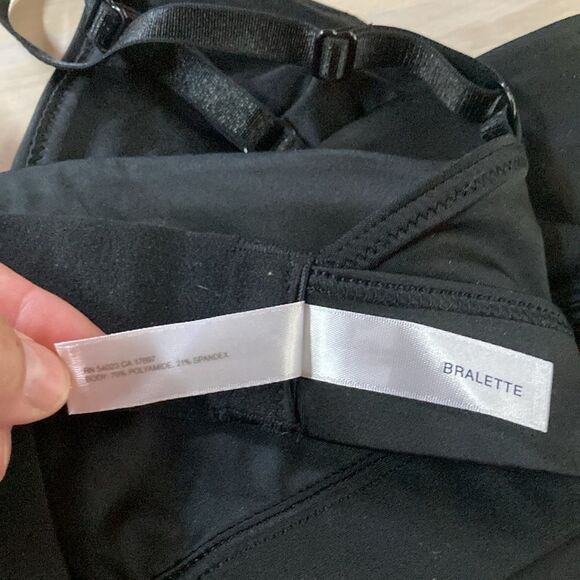 RN 54023 CA 17897
BODY: 79% POLYAMIDE, 21% SPANDEX
BRALETTE